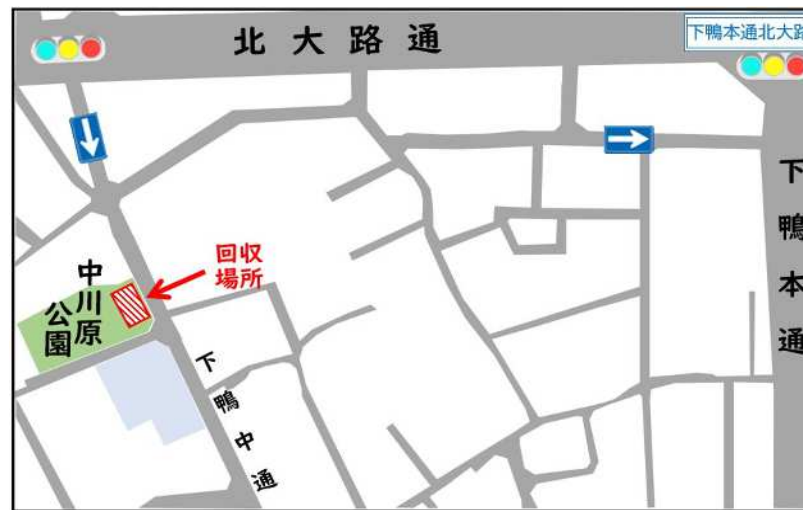 北大路通
下鴨本通北大路
下鴨本通
回収
場所
中川原
公園
下鴨中通